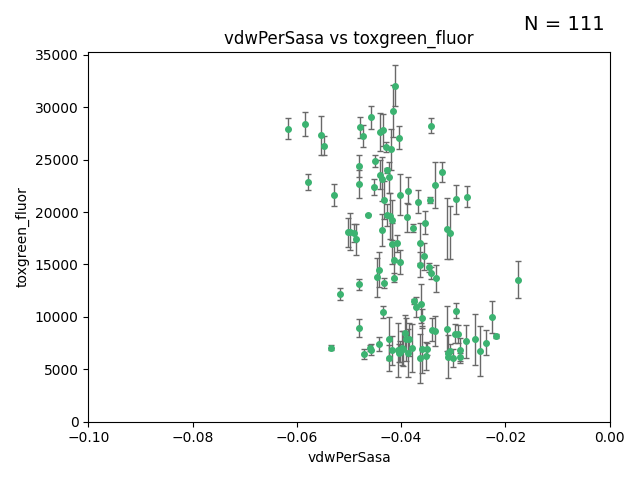 N = 111
vdwPerSasa vs toxgreen_fluor
toxgreen_fluor
35000
30000
25000
20000
15000
10000
5000
0
−0.10 −0.08 −0.06 −0.04 −0.02 0.00
vdwPerSasa